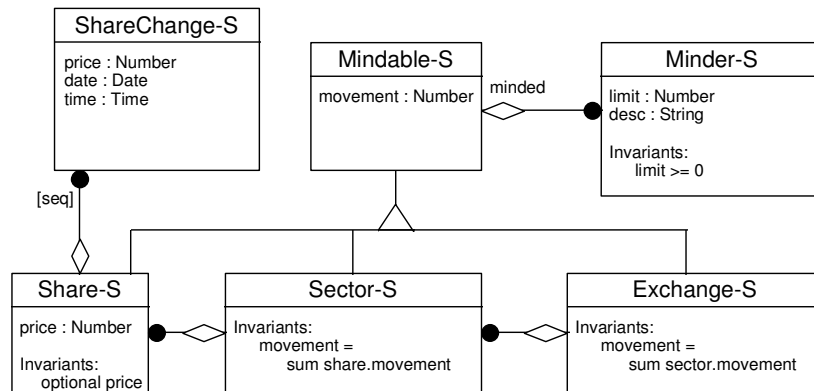 ShareChange-S
price : Number
date : Date
time : Time
Mindable-S
movement : Number
minded
Minder-S
limit : Number
desc : String
Invariants:
limit >= 0
[seq]
Share-S
price : Number
Invariants:
optional price
Sector-S
Invariants:
movement =
sum share.movement
Exchange-S
Invariants:
movement =
sum sector.movement